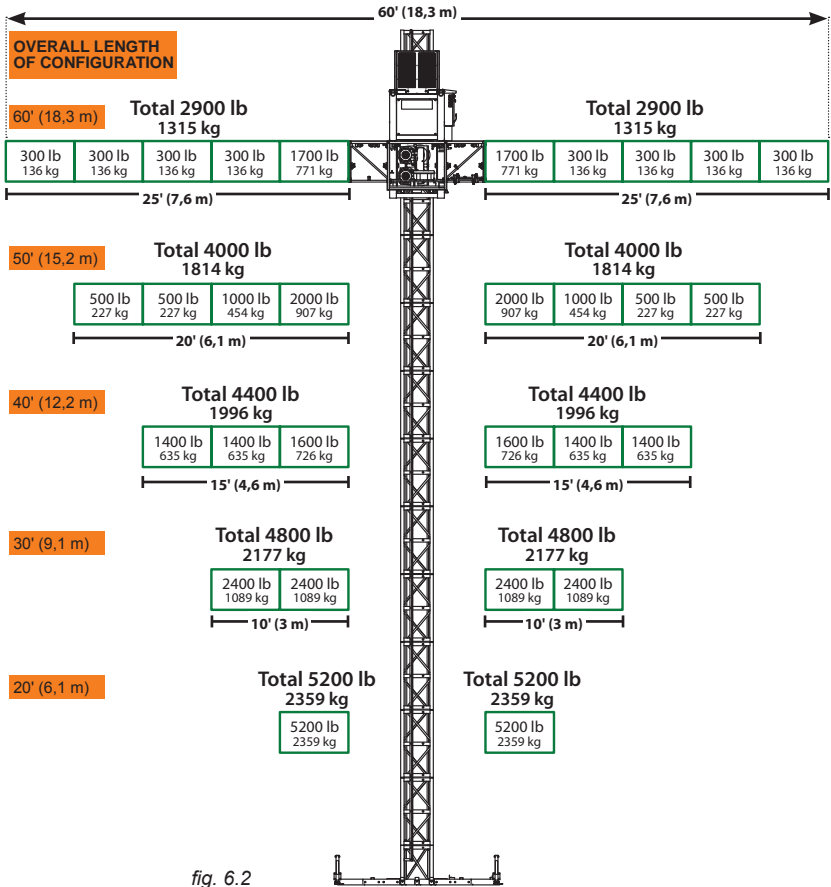 60' (18,3 m)
OVERALL LENGTH
OF CONFIGURATION
60' (18,3 m)
Total 2900 lb
1315 kg
Total 2900 lb
1315 kg
300 lb 300 lb 300 lb 300 lb 1700 lb
136 kg 136 kg 136 kg 136 kg 771 kg
1700 lb 300 lb 300 lb 300 lb 300 lb
771 kg 136 kg 136 kg 136 kg 136 kg
25' (7,6 m)
25' (7,6 m)
50' (15,2 m)
Total 4000 lb
1814 kg
Total 4000 lb
1814 kg
500 lb 500 lb 1000 lb 2000 lb
227 kg 227 kg 454 kg 907 kg
2000 lb 1000 lb 500 lb 500 lb
907 kg 454 kg 227 kg 227 kg
20' (6,1 m)
20' (6,1 m)
40' (12,2 m)
Total 4400 lb
1996 kg
Total 4400 lb
1996 kg
1400 lb 1400 lb 1600 lb
635 kg 635 kg 726 kg
1600 lb 1400 lb 1400 lb
726 kg 635 kg 635 kg
15' (4,6 m)
15' (4,6 m)
30' (9,1 m)
Total 4800 lb
2177 kg
Total 4800 lb
2177 kg
2400 lb 2400 lb
1089 kg 1089 kg
2400 lb 2400 lb
1089 kg 1089 kg
10' (3 m)
10' (3 m)
20' (6,1 m)
Total 5200 lb
2359 kg
Total 5200 lb
2359 kg
5200 lb
2359 kg
5200 lb
2359 kg
fig. 6.2